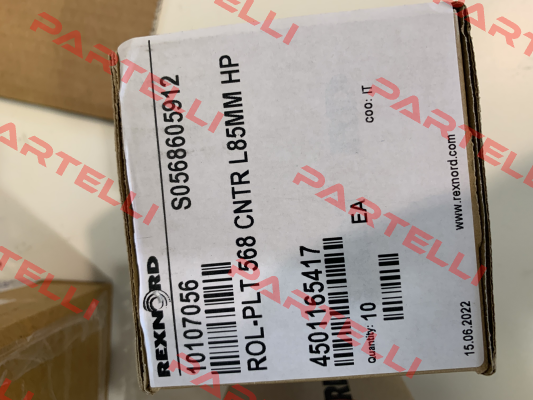 REXNORD
10107056 S0568605912
ROL-PLT 568 CNTR L85MM HP
4501165417
Quantity: 10 EA coo: IT
15.06.2022 www.rexnord.com
PARTELLI
PARTELLI
PARTELLI
PARTELLI
PARTELLI